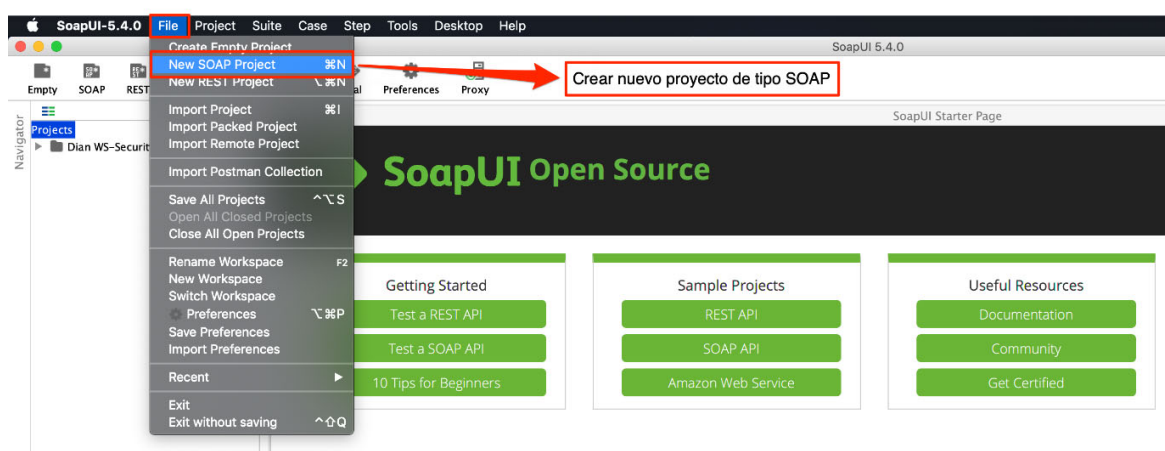 SoapUI-5.4.0 File Project Suite Case Step Tools Desktop Help
SoapUI 5.4.0
Empty SOAP REST al Preferences Proxy
Create Empty Project
New SOAP Project ⌘N
New REST Project ⌥⌘N
Import Project ⌘I
Import Packed Project
Import Remote Project
Import Postman Collection
Save All Projects ^⌥S
Open All Closed Projects
Close All Open Projects
Rename Workspace F2
New Workspace
Switch Workspace
Preferences ⌥⌘P
Save Preferences
Import Preferences
Recent
Exit
Exit without saving ^⇧Q
Crear nuevo proyecto de tipo SOAP
Navigator
Projects
Dian WS-Securit
SoapUI Starter Page
SoapUI Open Source
Getting Started
Test a REST API
Test a SOAP API
10 Tips for Beginners
Sample Projects
REST API
SOAP API
Amazon Web Service
Useful Resources
Documentation
Community
Get Certified